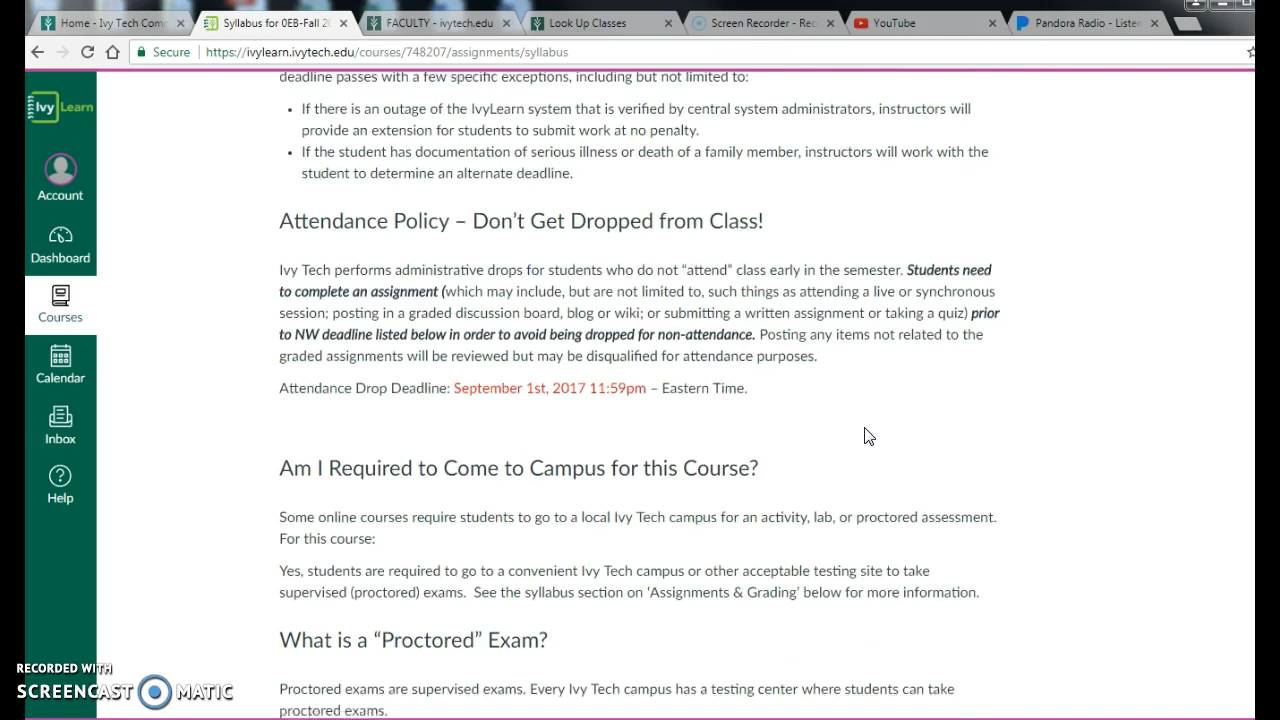 Home - Ivy Tech Com
Syllabus for 0EB-Fall 20
FACULTY - ivytech.edu
Look Up Classes
Screen Recorder - Rec
YouTube
Pandora Radio - Listen
Secure
https://ivylearn.ivytech.edu/courses/748207/assignments/syllabus
Ivy Learn
Account
Dashboard
Courses
Calendar
Inbox
Help
deadline passes with a few specific exceptions, including but not limited to:
• If there is an outage of the IvyLearn system that is verified by central system administrators, instructors will
provide an extension for students to submit work at no penalty.
• If the student has documentation of serious illness or death of a family member, instructors will work with the
student to determine an alternate deadline.
Attendance Policy – Don't Get Dropped from Class!
Ivy Tech performs administrative drops for students who do not "attend" class early in the semester. Students need
to complete an assignment (which may include, but are not limited to, such things as attending a live or synchronous
session; posting in a graded discussion board, blog or wiki; or submitting a written assignment or taking a quiz) prior
to NW deadline listed below in order to avoid being dropped for non-attendance. Posting any items not related to the
graded assignments will be reviewed but may be disqualified for attendance purposes.
Attendance Drop Deadline: September 1st, 2017 11:59pm – Eastern Time.
Am I Required to Come to Campus for this Course?
Some online courses require students to go to a local Ivy Tech campus for an activity, lab, or proctored assessment.
For this course:
Yes, students are required to go to a convenient Ivy Tech campus or other acceptable testing site to take
supervised (proctored) exams. See the syllabus section on 'Assignments & Grading' below for more information.
What is a "Proctored" Exam?
Proctored exams are supervised exams. Every Ivy Tech campus has a testing center where students can take
proctored exams.
RECORDED WITH
SCREENCAST MATIC